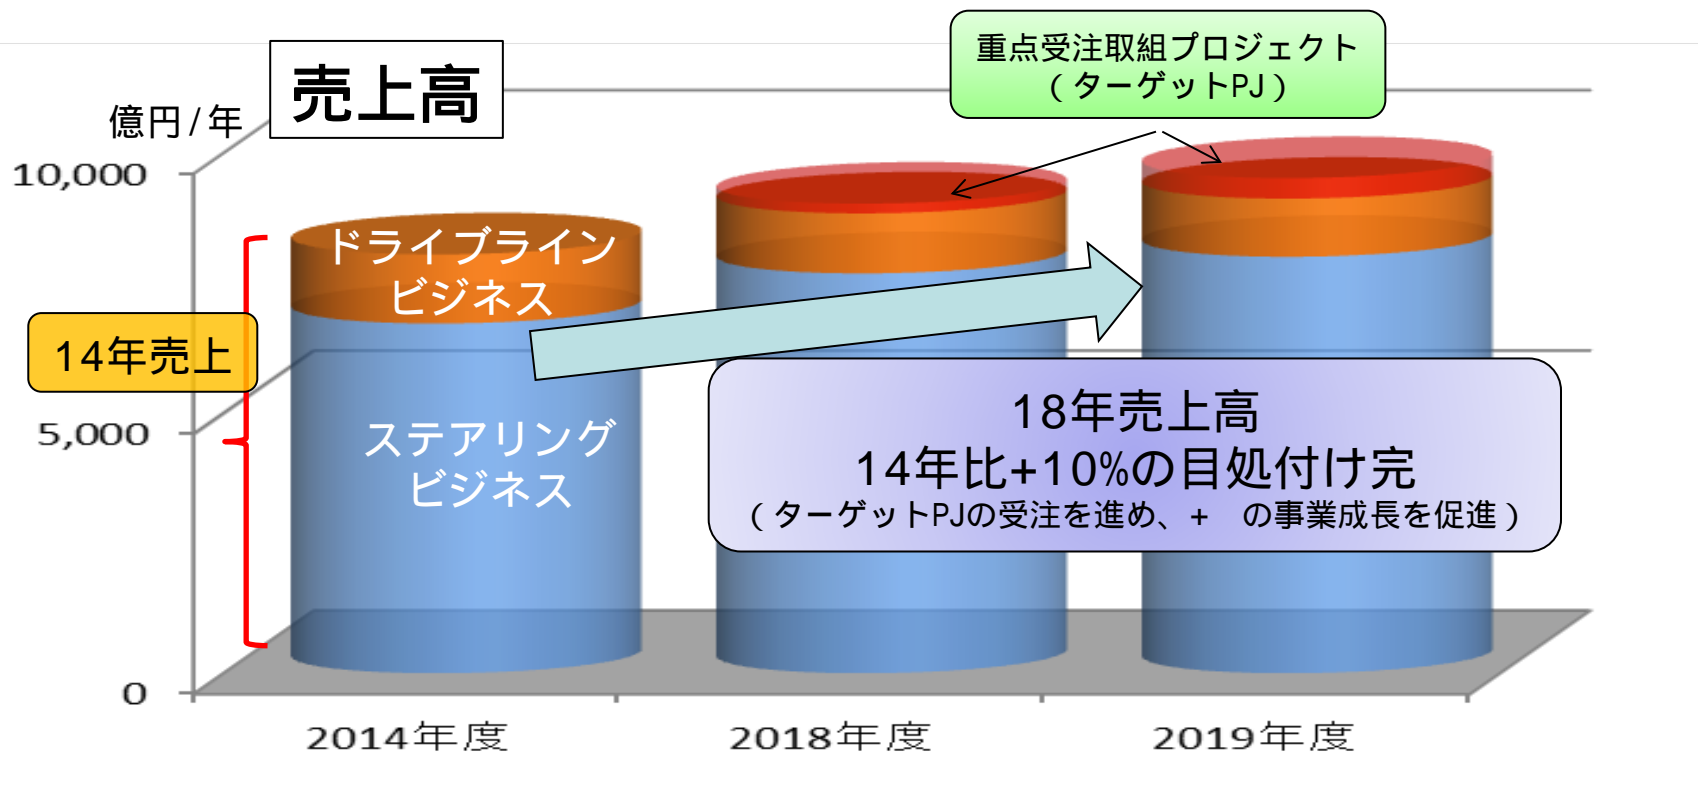 売上高
億円/年
重点受注取組プロジェクト
（ターゲットPJ）
10,000
5,000
0
ドライブライン
ビジネス
14年売上
ステアリング
ビジネス
18年売上高
14年比+10%の目処付け完
（ターゲットPJの受注を進め、+　の事業成長を促進）
2014年度
2018年度
2019年度